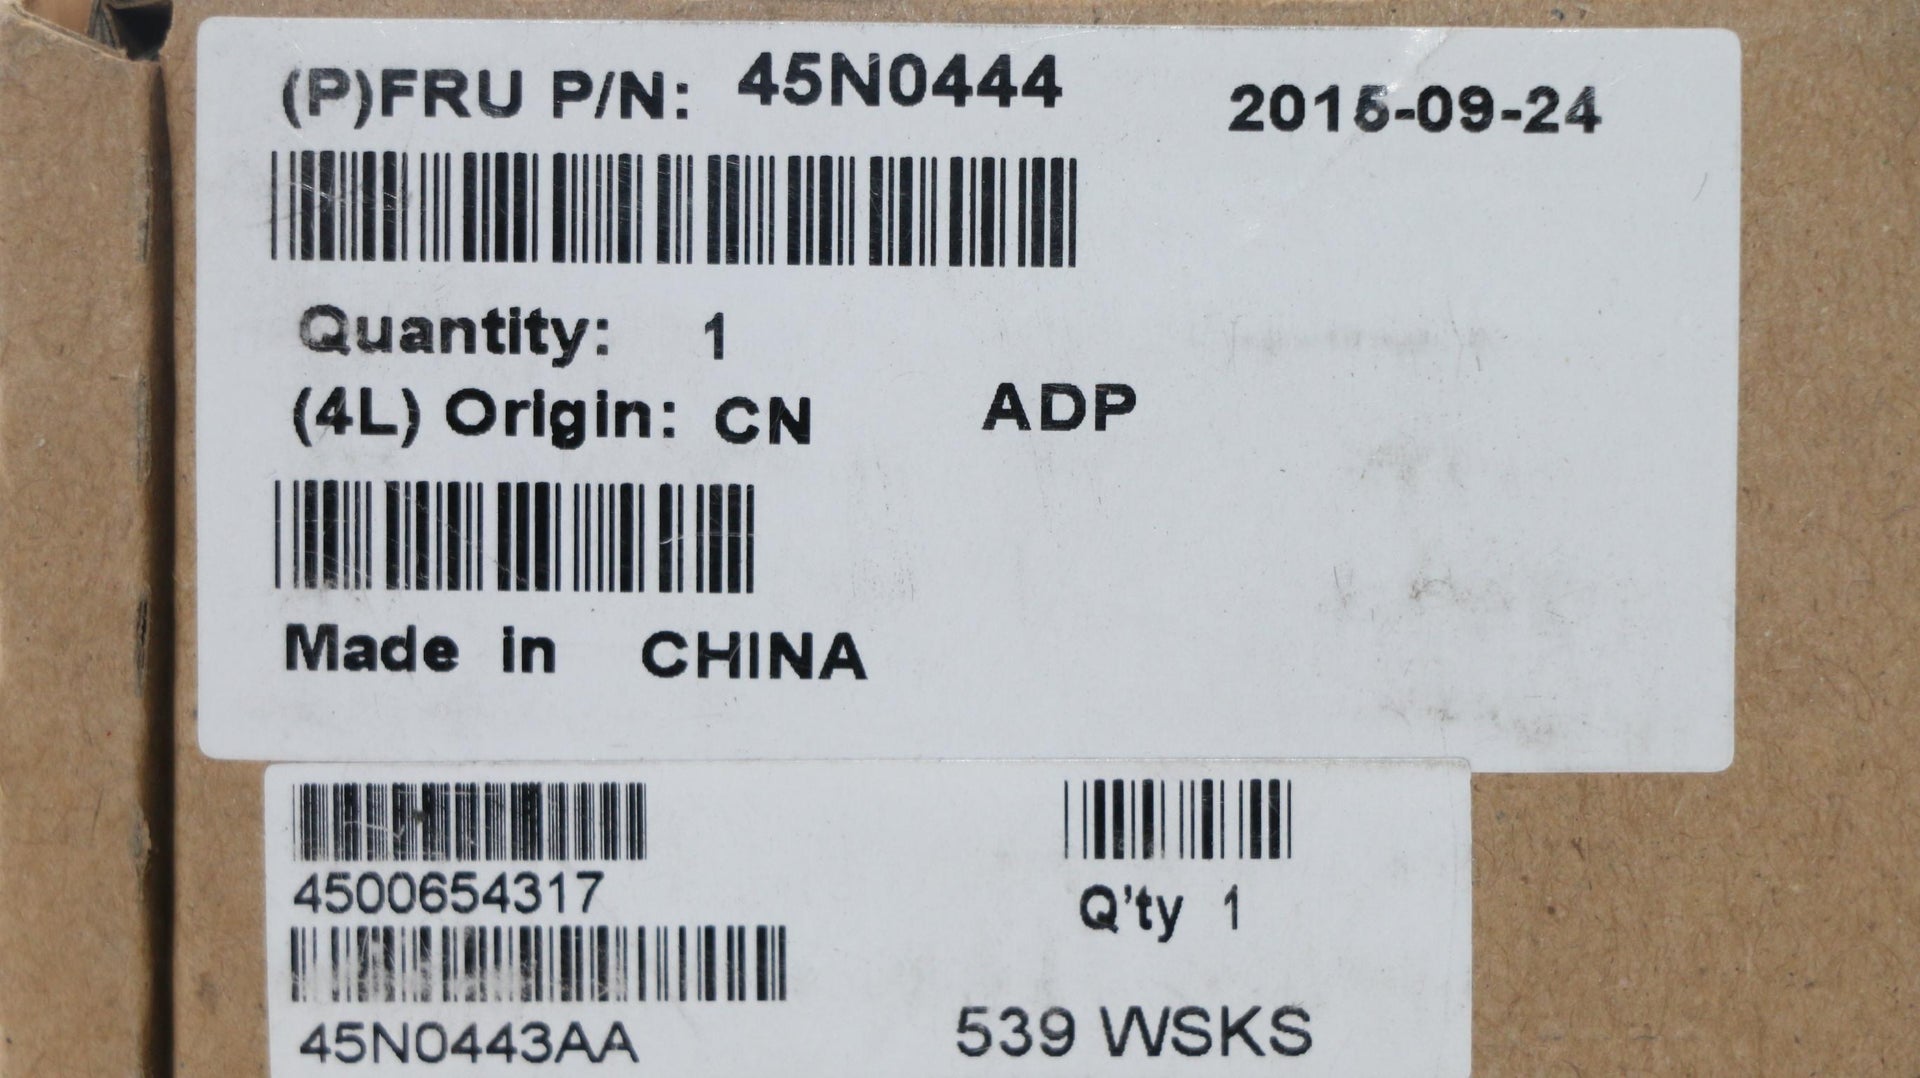 (P)FRU P/N: 45N0444 2015-09-24
Quantity: 1
(4L) Origin: CN ADP
Made in CHINA
4500654317
Q'ty 1
45N0443AA
539 WSKS